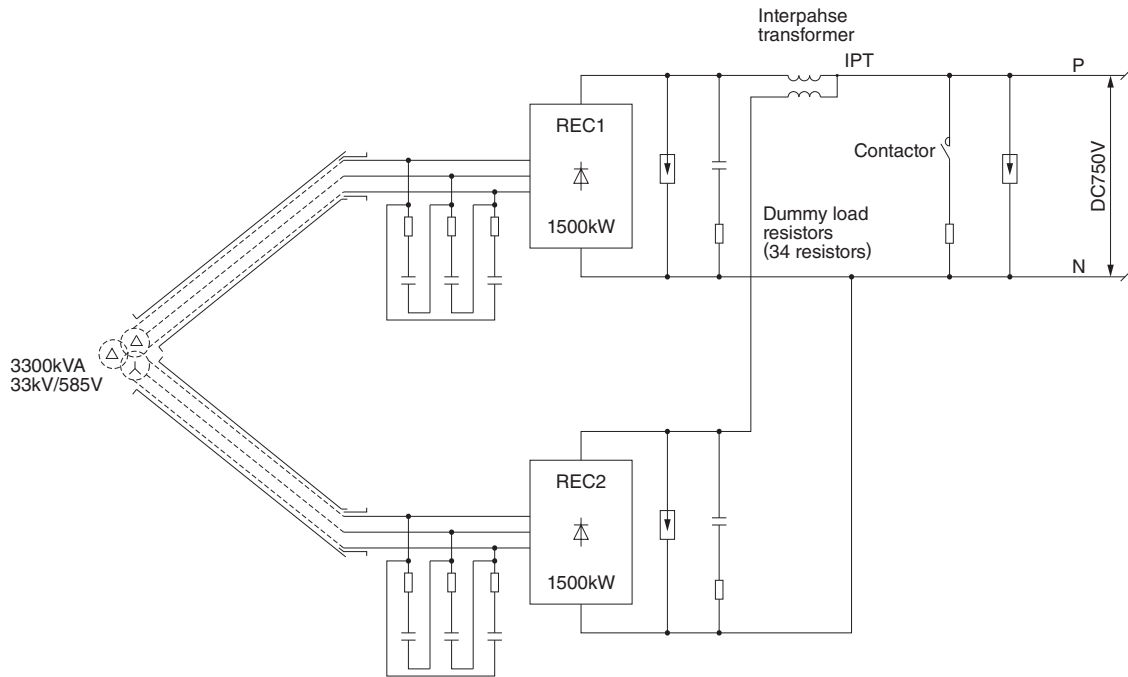 Interpahse
transformer
IPT
P
REC1
1500kW
Contactor
DC750V
Dummy load
resistors
(34 resistors)
N
3300kVA
33kV/585V
REC2
1500kW